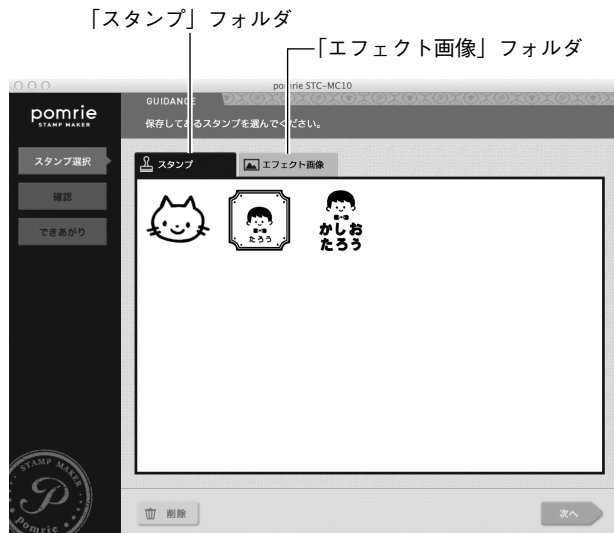 「スタンプ」フォルダ
「エフェクト画像」フォルダ
pomrie STC-MC10
GUIDANCE
pomrie
STAMP MAKER
保存してあるスタンプを選んでください。
スタンプ選択
スタンプ
エフェクト画像
確認
できあがり
たろう
かしお
たろう
STAMP MAKER
P
pomrie
削除
次へ